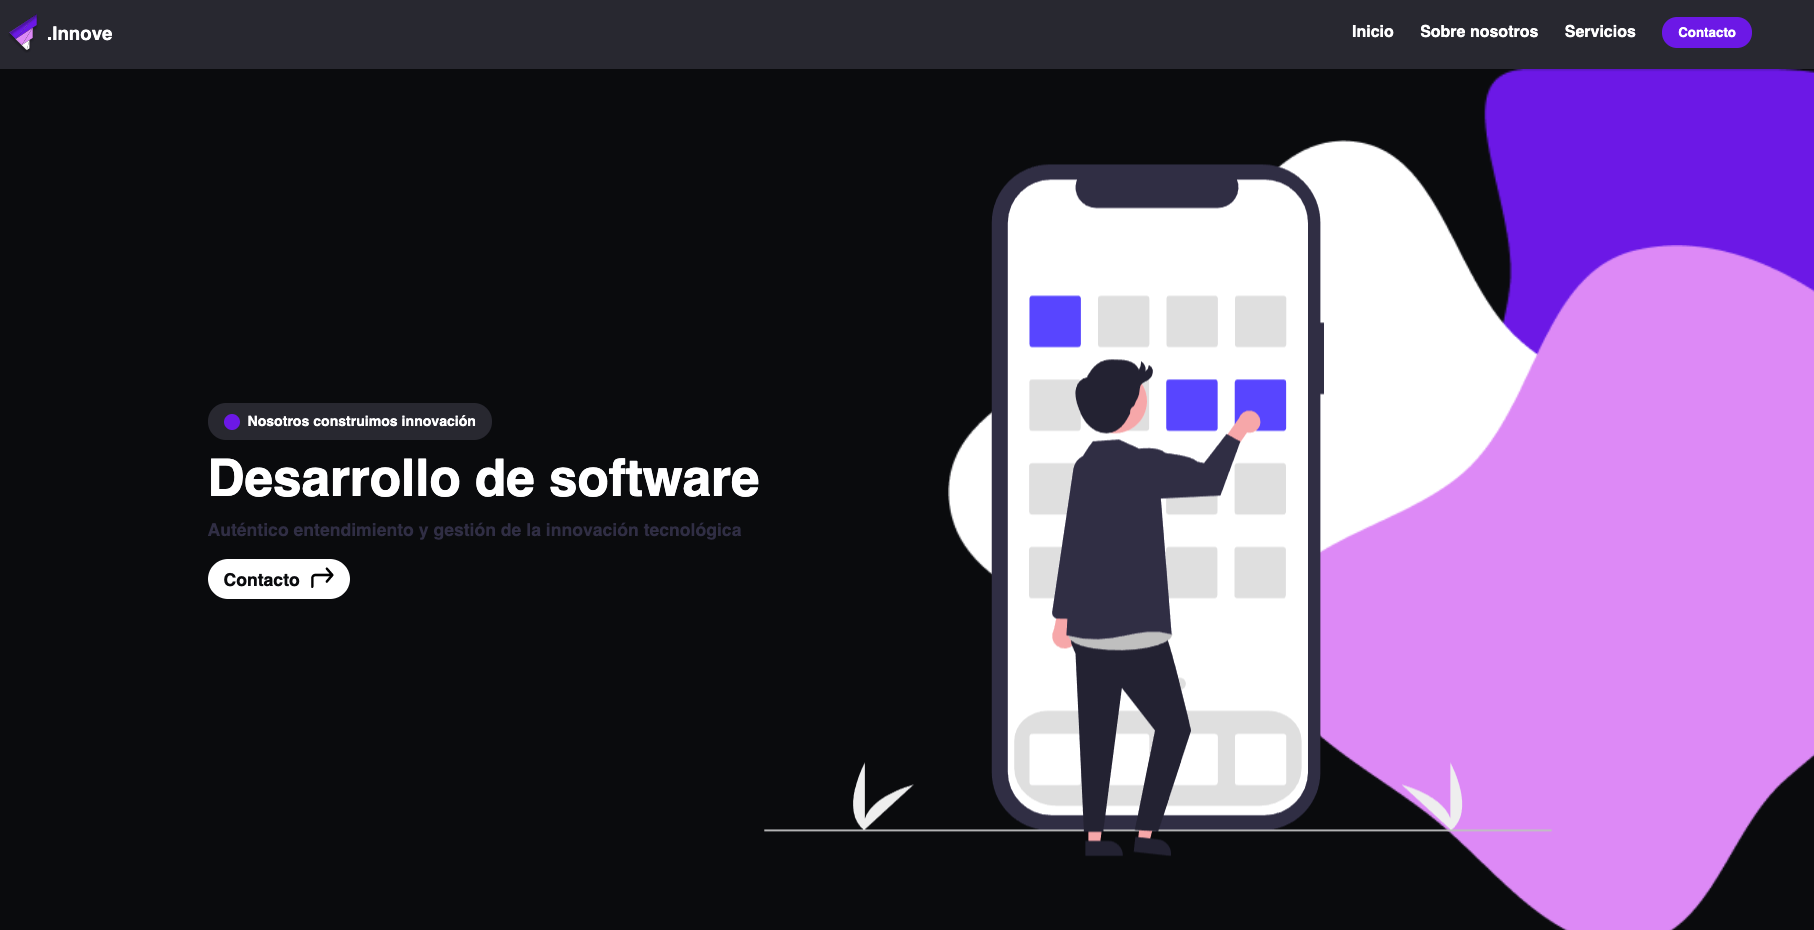 .Innove
Inicio
Sobre nosotros
Servicios
Contacto
Nosotros construimos innovación
Desarrollo de software
Auténtico entendimiento y gestión de la innovación tecnológica
Contacto